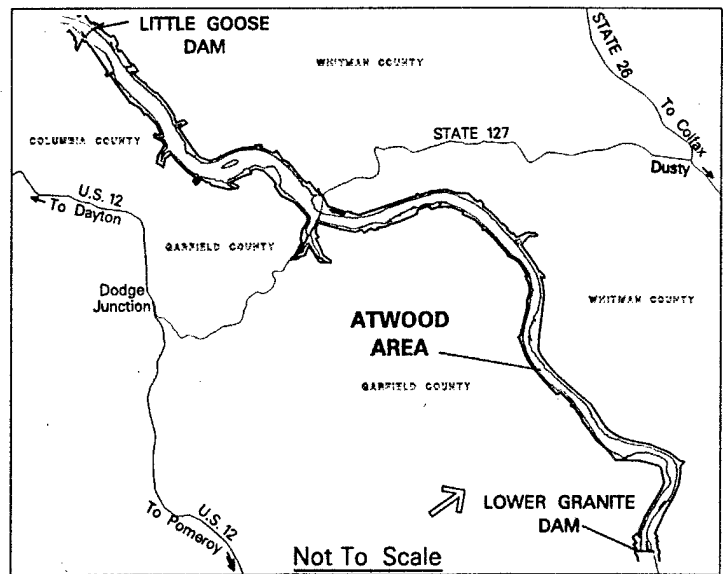 LITTLE GOOSE
DAM
WHITMAN COUNTY
STATE 26
To Colfax
COLUMBIA COUNTY
STATE 127
Dusty
U.S. 12
To Dayton
GARFIELD COUNTY
Dodge
Junction
WHITMAN COUNTY
ATWOOD
AREA
GARFIELD COUNTY
LOWER GRANITE
DAM
U.S. 12
To Pomeroy
Not To Scale